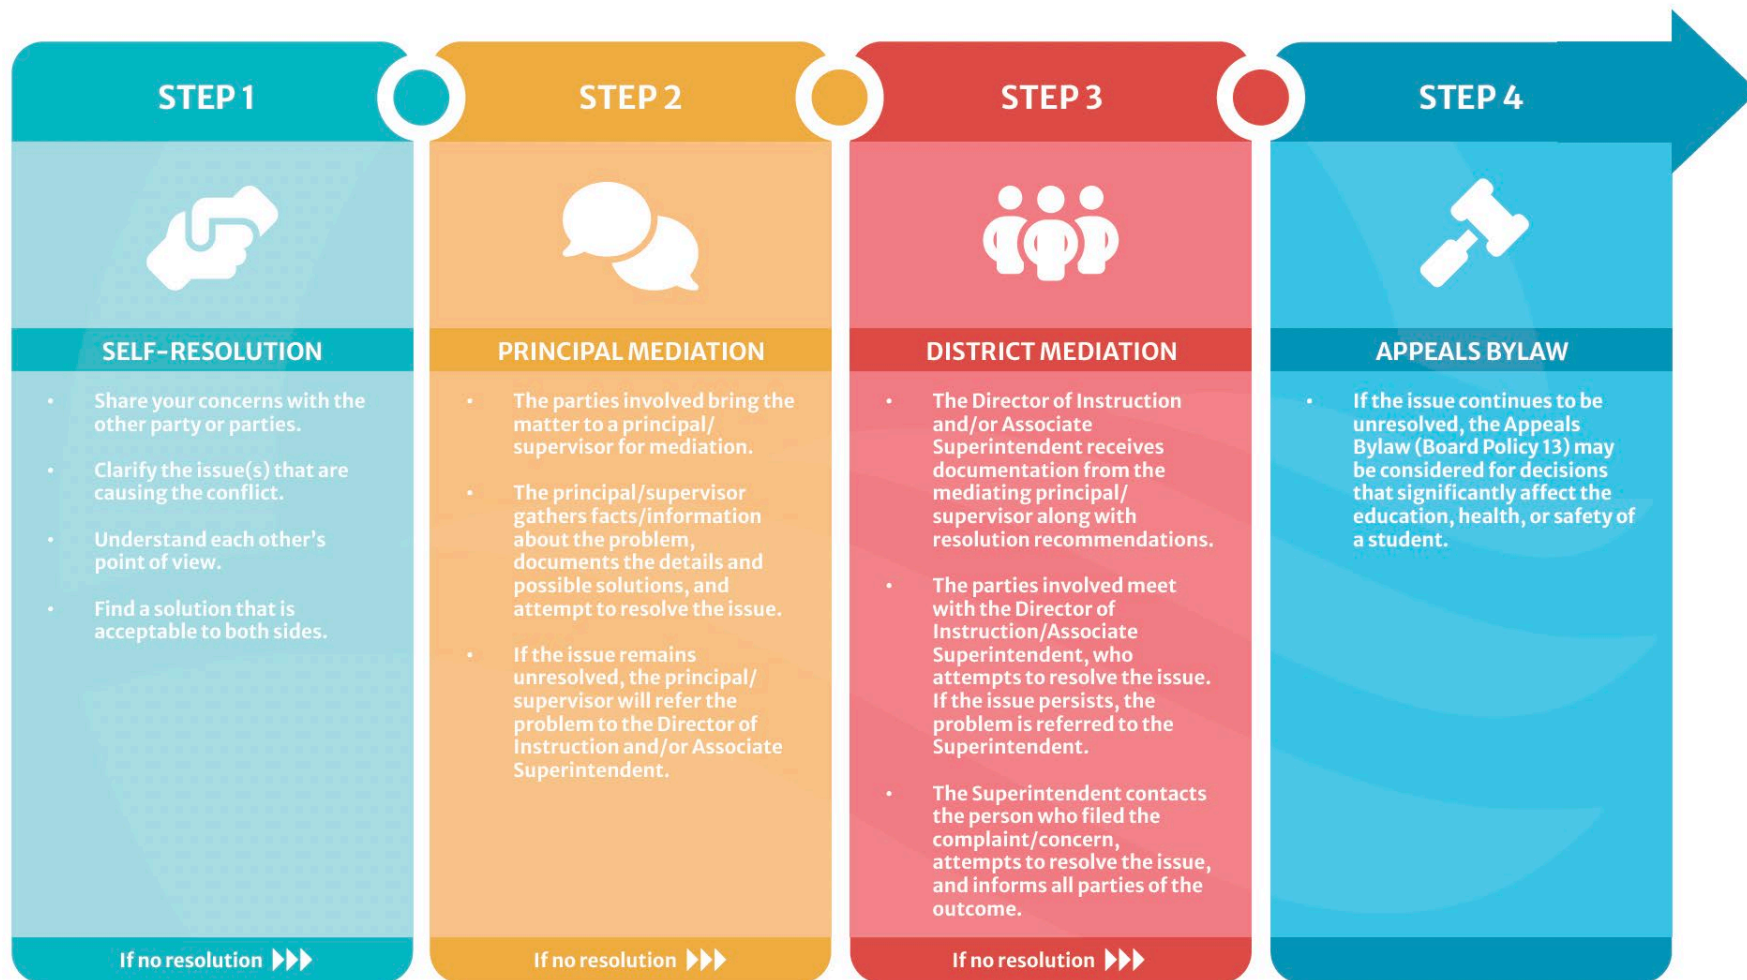 STEP 1
SELF-RESOLUTION
• Share your concerns with the
other party or parties.
• Clarify the issue(s) that are
causing the conflict.
• Understand each other's
point of view.
• Find a solution that is
acceptable to both sides.
If no resolution
STEP 2
PRINCIPAL MEDIATION
• The parties involved bring the
matter to a principal/
supervisor for mediation.
• The principal/supervisor
gathers facts/information
about the problem,
documents the details and
possible solutions, and
attempt to resolve the issue.
• If the issue remains
unresolved, the principal/
supervisor will refer the
problem to the Director of
Instruction and/or Associate
Superintendent.
If no resolution
STEP 3
DISTRICT MEDIATION
• The Director of Instruction
and/or Associate
Superintendent receives
documentation from the
mediating principal/
supervisor along with
resolution recommendations.
• The parties involved meet
with the Director of
Instruction/Associate
Superintendent, who
attempts to resolve the issue.
If the issue persists, the
problem is referred to the
Superintendent.
• The Superintendent contacts
the person who filed the
complaint/concern,
attempts to resolve the issue,
and informs all parties of the
outcome.
If no resolution
STEP 4
APPEALS BYLAW
• If the issue continues to be
unresolved, the Appeals
Bylaw (Board Policy 13) may
be considered for decisions
that significantly affect the
education, health, or safety of
a student.